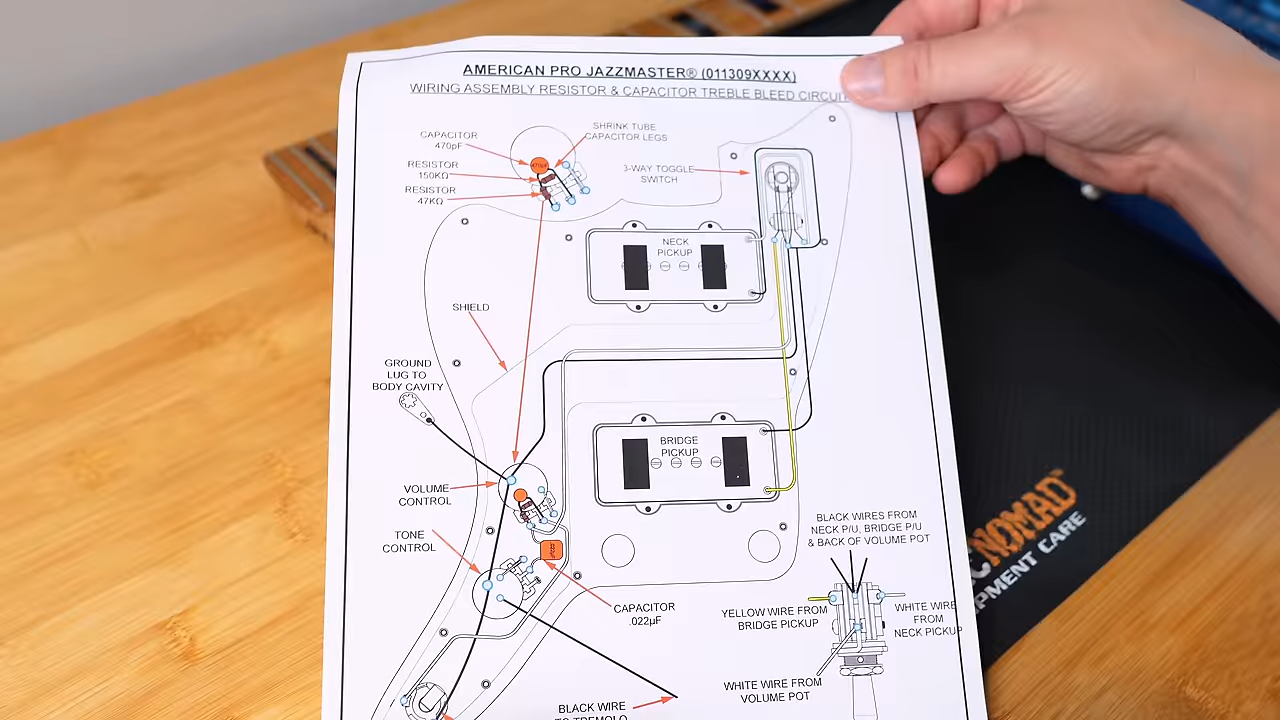 AMERICAN PRO JAZZMASTER® (011309XXXX)
WIRING ASSEMBLY RESISTOR & CAPACITOR TREBLE BLEED
CAPACITOR
470pF
SHRINK TUBE
CAPACITOR LEGS
RESISTOR
150KΩ
RESISTOR
47KΩ
3-WAY TOGGLE
SWITCH
NECK
PICKUP
SHIELD
GROUND
LUG TO
BODY CAVITY
BRIDGE
PICKUP
VOLUME
CONTROL
TONE
CONTROL
BLACK WIRES FROM
NECK P/U, BRIDGE P/U
& BACK OF VOLUME POT
CAPACITOR
.022µF
YELLOW WIRE FROM
BRIDGE PICKUP
WHITE WIRE
FROM
NECK PICKUP
WHITE WIRE FROM
VOLUME POT
BLACK WIRE
NOMAD
CARE